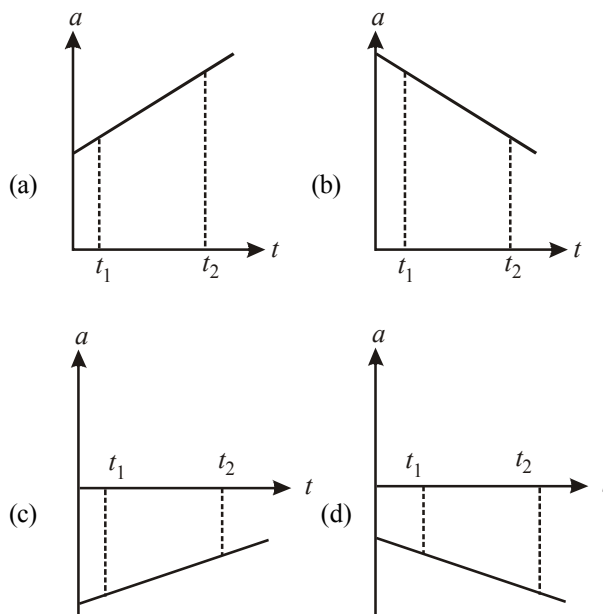 a a
(a) (b)
t₁ t₂ t t₁ t₂ t
a a
t₁ t₂ t t₁ t₂
(c) (d)